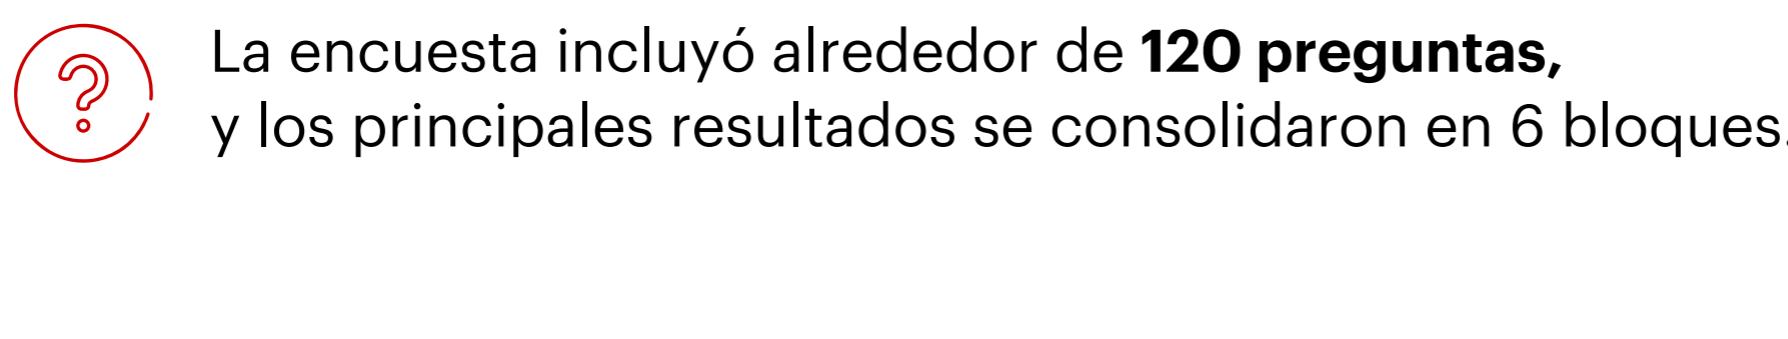 La encuesta incluyó alrededor de 120 preguntas,
y los principales resultados se consolidaron en 6 bloques.